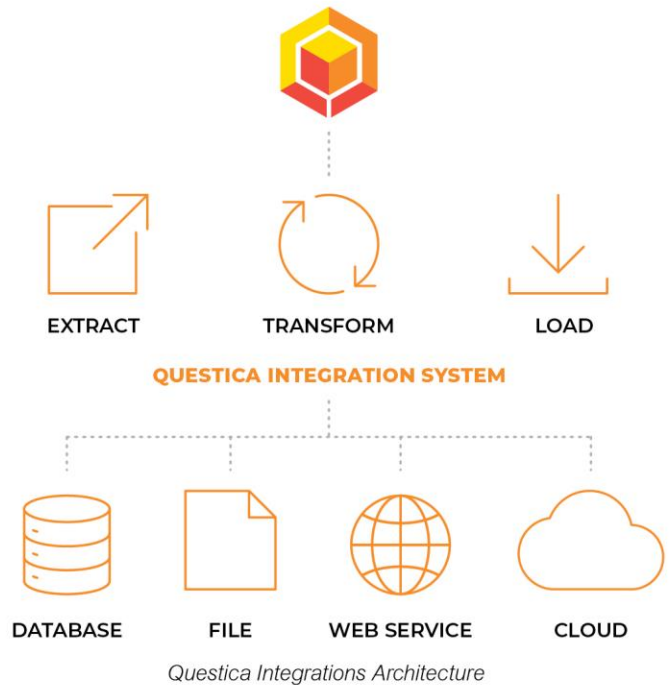 EXTRACT TRANSFORM LOAD
QUESTICA INTEGRATION SYSTEM
DATABASE FILE WEB SERVICE CLOUD
Questica Integrations Architecture